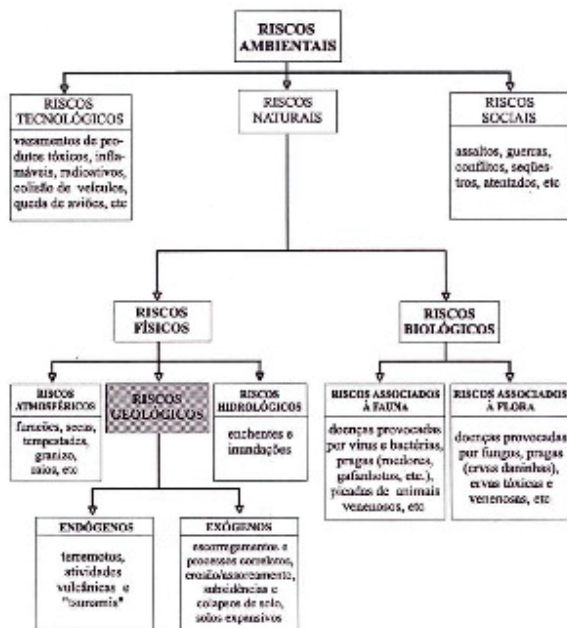 RISCOS
AMBIENTAIS
RISCOS
TECNOLÓGICOS
vazamentos de pro-
dutos tóxicos, infla-
máveis, radioativos,
colisão de veículos,
queda de aviões, etc
RISCOS
NATURAIS
RISCOS
SOCIAIS
assaltos, guerras,
conflitos, seqües-
tros, atentados, etc
RISCOS
FÍSICOS
RISCOS
BIOLÓGICOS
RISCOS
ATMOSFÉRICOS
furacões, secas,
tempestades,
granizo,
raios, etc
RISCOS
GEOLÓGICOS
RISCOS
HIDROLÓGICOS
enchentes e
inundações
RISCOS ASSOCIADOS
À FAUNA
doenças provocadas
por vírus e bactérias,
pragas (roedores,
gafanhotos, etc.),
picadas de animais
venenosos, etc
RISCOS ASSOCIADOS
À FLORA
doenças provocadas
por fungos, pragas
(ervas daninhas),
ervas tóxicas e
venenosas, etc
ENDÓGENOS
terremotos,
atividades
vulcânicas e
"tsunamis"
EXÓGENOS
escorregamentos e
processos correlatos,
erosão/assoreamento,
subsidências e
colapsos de solo,
solos expansivos